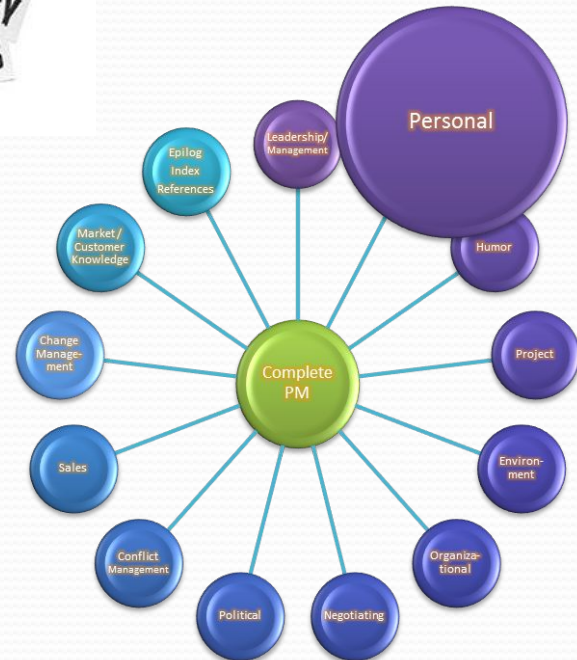 Personal
Leadership/
Management
Epilog
Index
References
Humor
Market/
Customer
Knowledge
Project
Change
Manage-
ment
Complete
PM
Environ-
ment
Sales
Organiza-
tional
Conflict
Management
Negotiating
Political